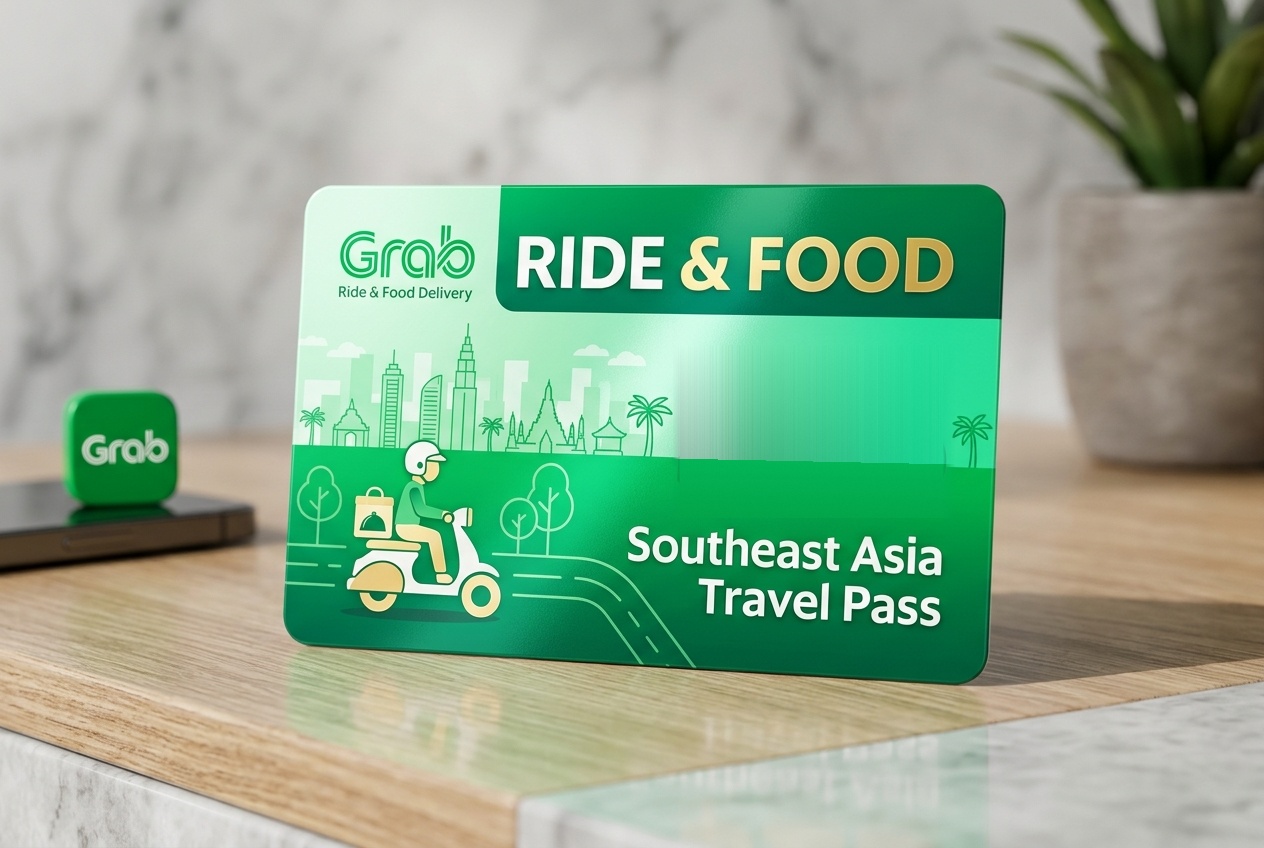 Grab
Ride & Food Delivery
RIDE & FOOD
Southeast Asia
Travel Pass
Grab